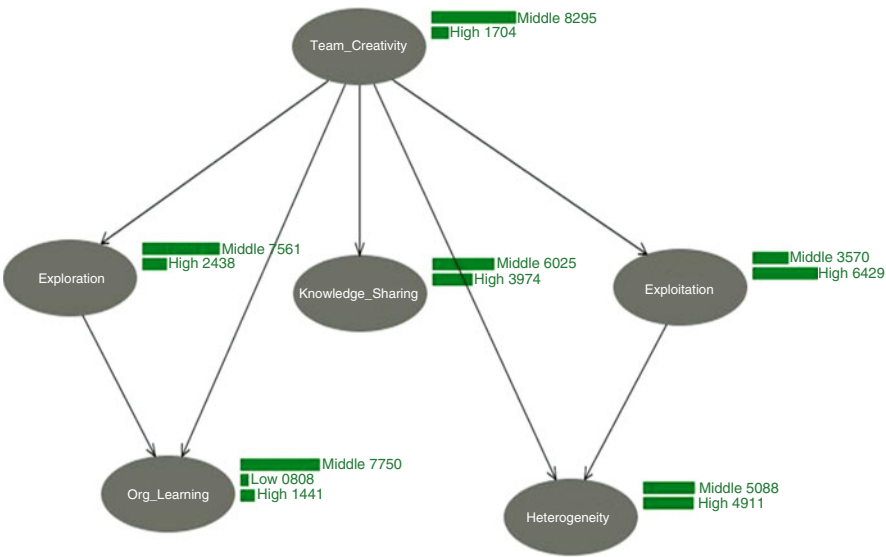 Team_Creativity
Middle 8295
High 1704
Exploration
Middle 7561
High 2438
Knowledge_Sharing
Middle 6025
High 3974
Exploitation
Middle 3570
High 6429
Org_Learning
Middle 7750
Low 0808
High 1441
Heterogeneity
Middle 5088
High 4911